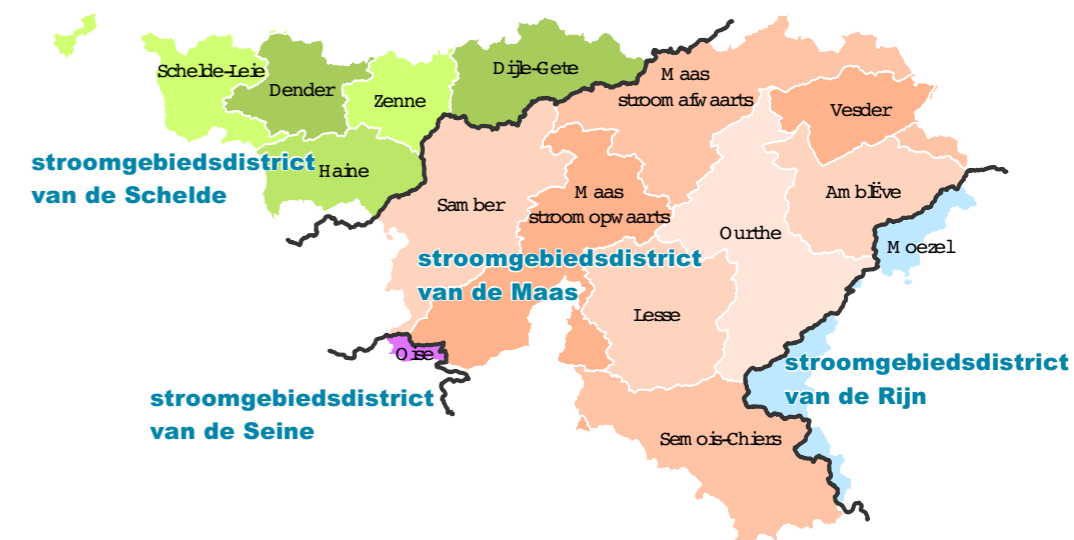 Schelde-Leie
Dender
Zenne
Dijle-Gete
Maas
stroomafwaarts
Vesder
stroomgebiedsdistrict
van de Schelde
Haine
Samber
Maas
stroomopwaarts
Amblève
Ourthe
Moezel
stroomgebiedsdistrict
van de Maas
Lesse
Oise
stroomgebiedsdistrict
van de Rijn
stroomgebiedsdistrict
van de Seine
Semois-Chiers